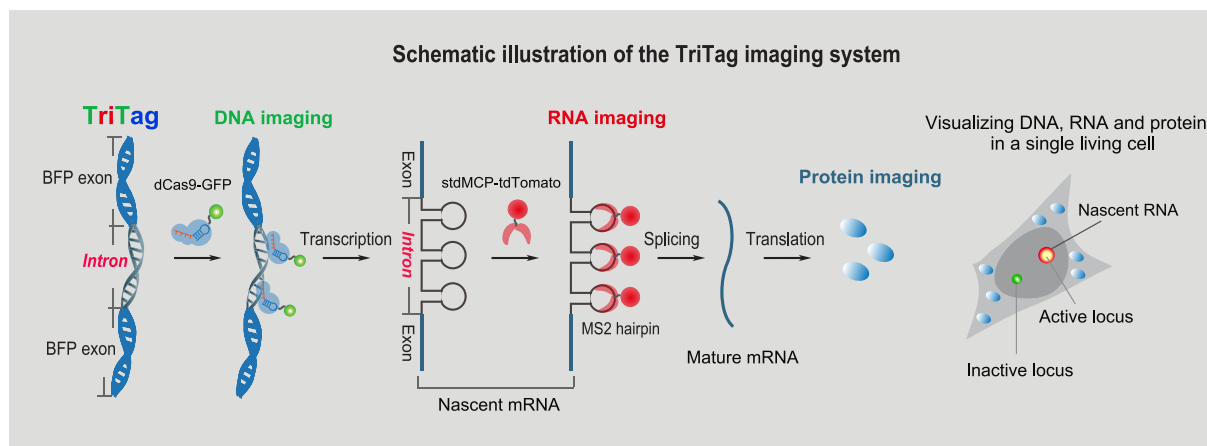 Schematic illustration of the TriTag imaging system
TriTag
BFP exon
Intron
BFP exon
dCas9-GFP
DNA imaging
Transcription
Exon
Intron
Exon
stdMCP-tdTomato
RNA imaging
MS2 hairpin
Nascent mRNA
Splicing
Mature mRNA
Translation
Protein imaging
Visualizing DNA, RNA and protein
in a single living cell
Nascent RNA
Active locus
Inactive locus